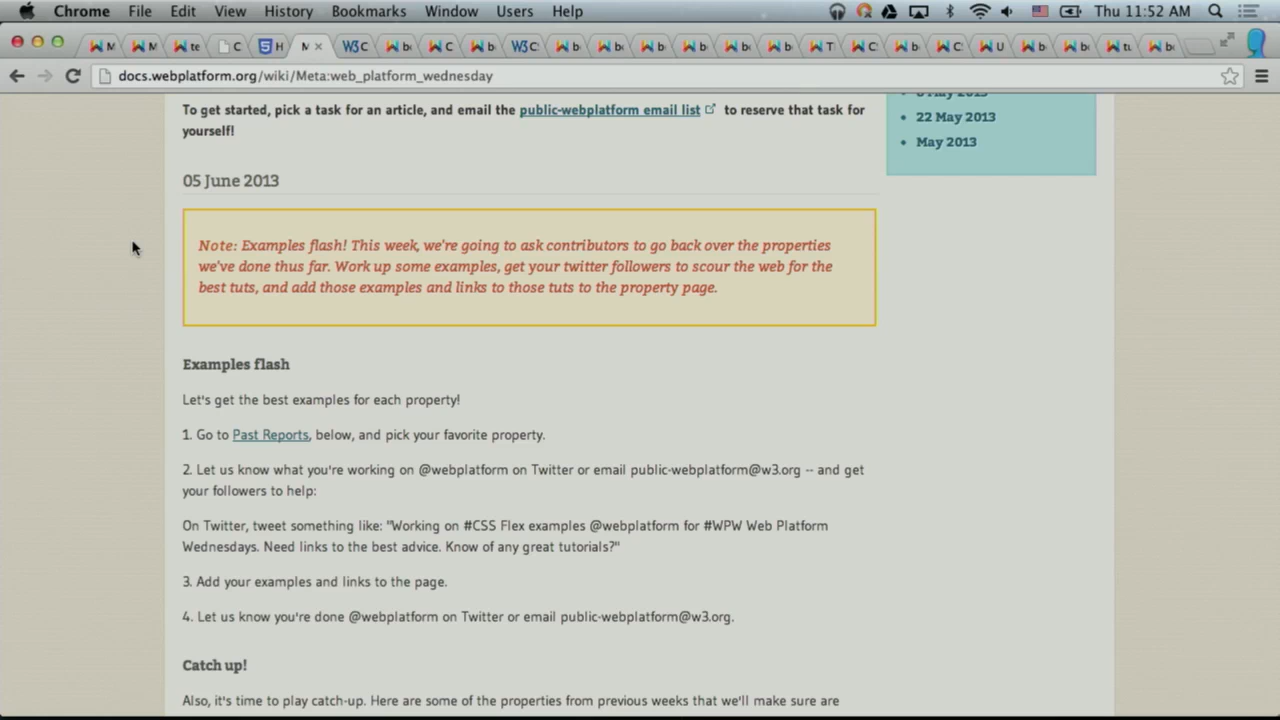 Chrome File Edit View History Bookmarks Window Users Help Thu 11:52 AM
docs.webplatform.org/wiki/Meta:web_platform_wednesday
To get started, pick a task for an article, and email the public-webplatform email list to reserve that task for
yourself!
22 May 2013
May 2013
05 June 2013
Note: Examples flash! This week, we're going to ask contributors to go back over the properties
we've done thus far. Work up some examples, get your twitter followers to scour the web for the
best tuts, and add those examples and links to those tuts to the property page.
Examples flash
Let's get the best examples for each property!
1. Go to Past Reports, below, and pick your favorite property.
2. Let us know what you're working on @webplatform on Twitter or email public-webplatform@w3.org -- and get
your followers to help:
On Twitter, tweet something like: "Working on #CSS Flex examples @webplatform for #WPW Web Platform
Wednesdays. Need links to the best advice. Know of any great tutorials?"
3. Add your examples and links to the page.
4. Let us know you're done @webplatform on Twitter or email public-webplatform@w3.org.
Catch up!
Also, it's time to play catch-up. Here are some of the properties from previous weeks that we'll make sure are